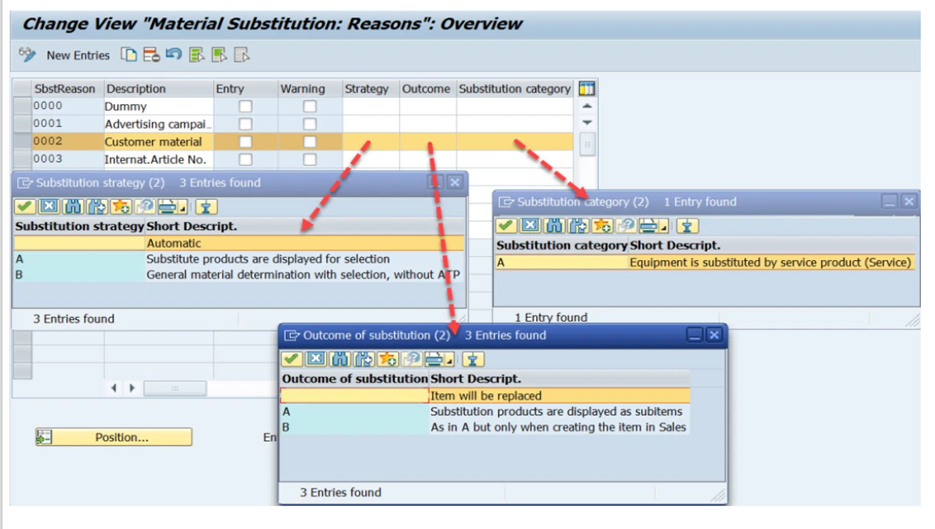 Change View "Material Substitution: Reasons": Overview
New Entries
SbstReason Description Entry Warning Strategy Outcome Substitution category
0000 Dummy
0001 Advertising campai..
0002 Customer material
0003 Internat.Article No.
Substitution strategy (2) 3 Entries found
Substitution strategy Short Descript.
Automatic
A Substitute products are displayed for selection
B General material determination with selection, without ATP
3 Entries found
Substitution category (2) 1 Entry found
Substitution category Short Descript.
A Equipment is substituted by service product (Service)
1 Entry found
Outcome of substitution (2) 3 Entries found
Outcome of substitution Short Descript.
Item will be replaced
A Substitution products are displayed as subitems
B As in A but only when creating the item in Sales
3 Entries found
Position...
En